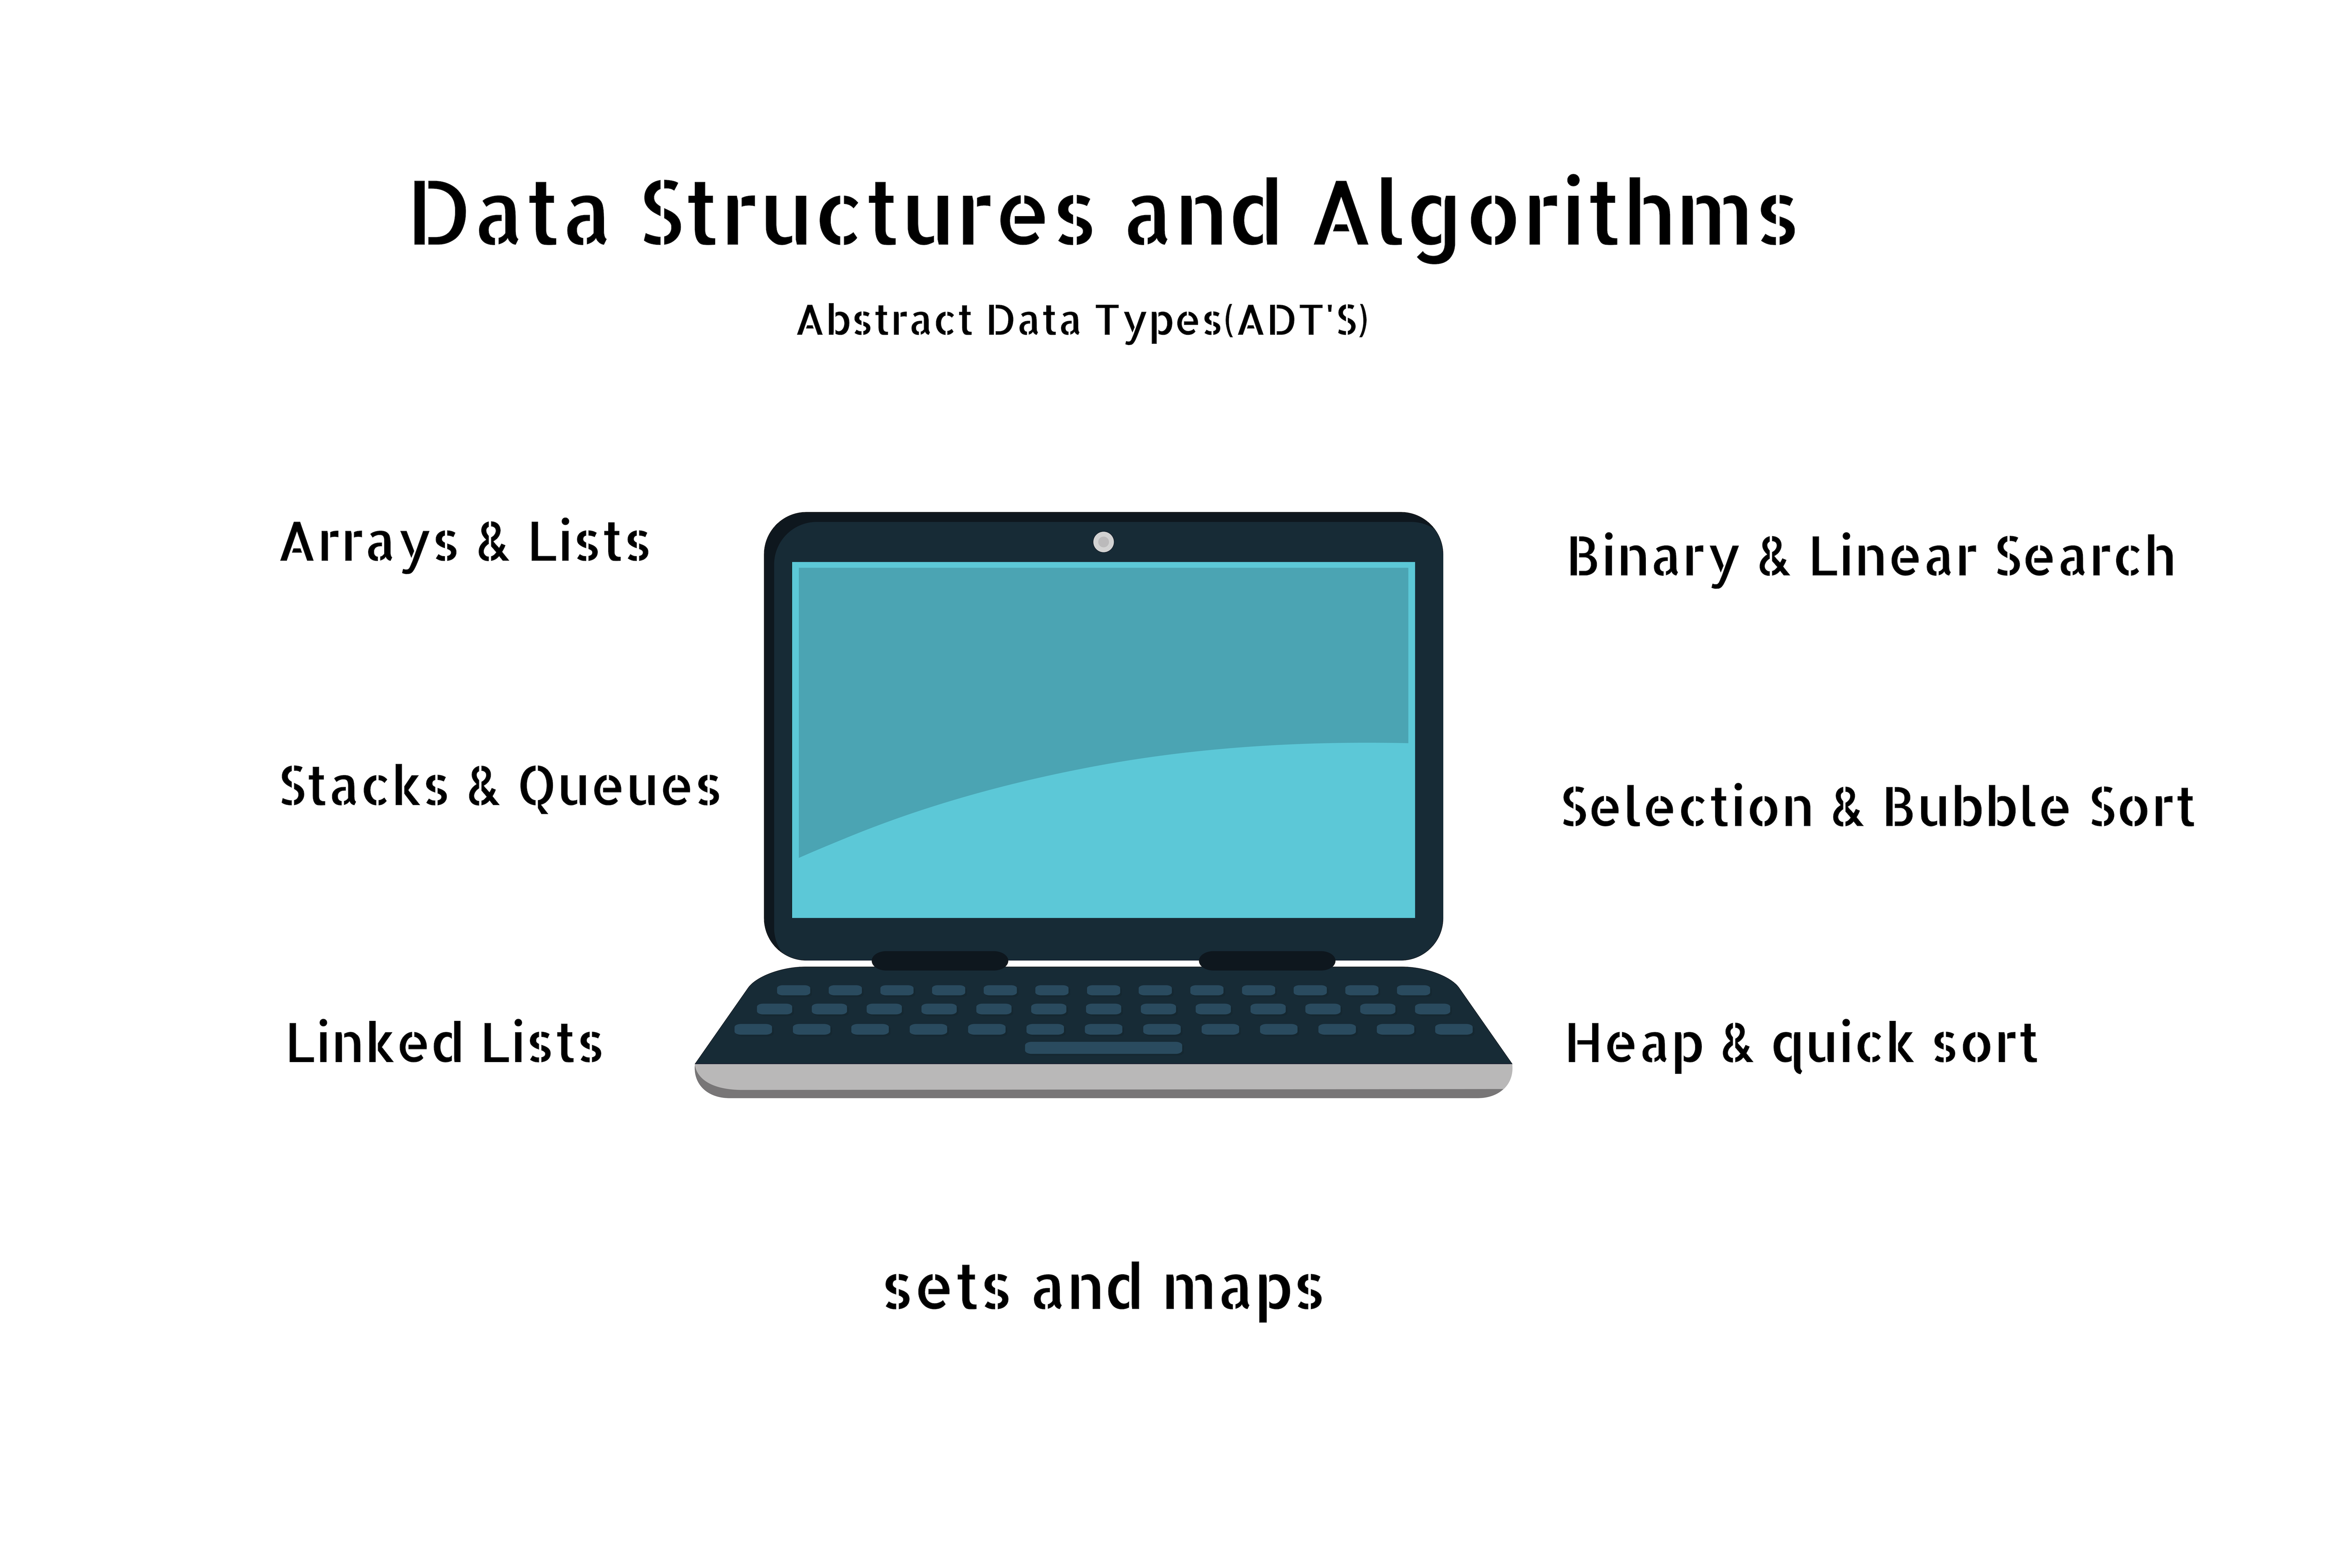 Data Structures and Algorithms
Abstract Data Types(ADT'S)
Arrays & Lists
Binary & Linear Search
Stacks & Queues
Selection & Bubble Sort
Linked Lists
Heap & quick sort
sets and maps